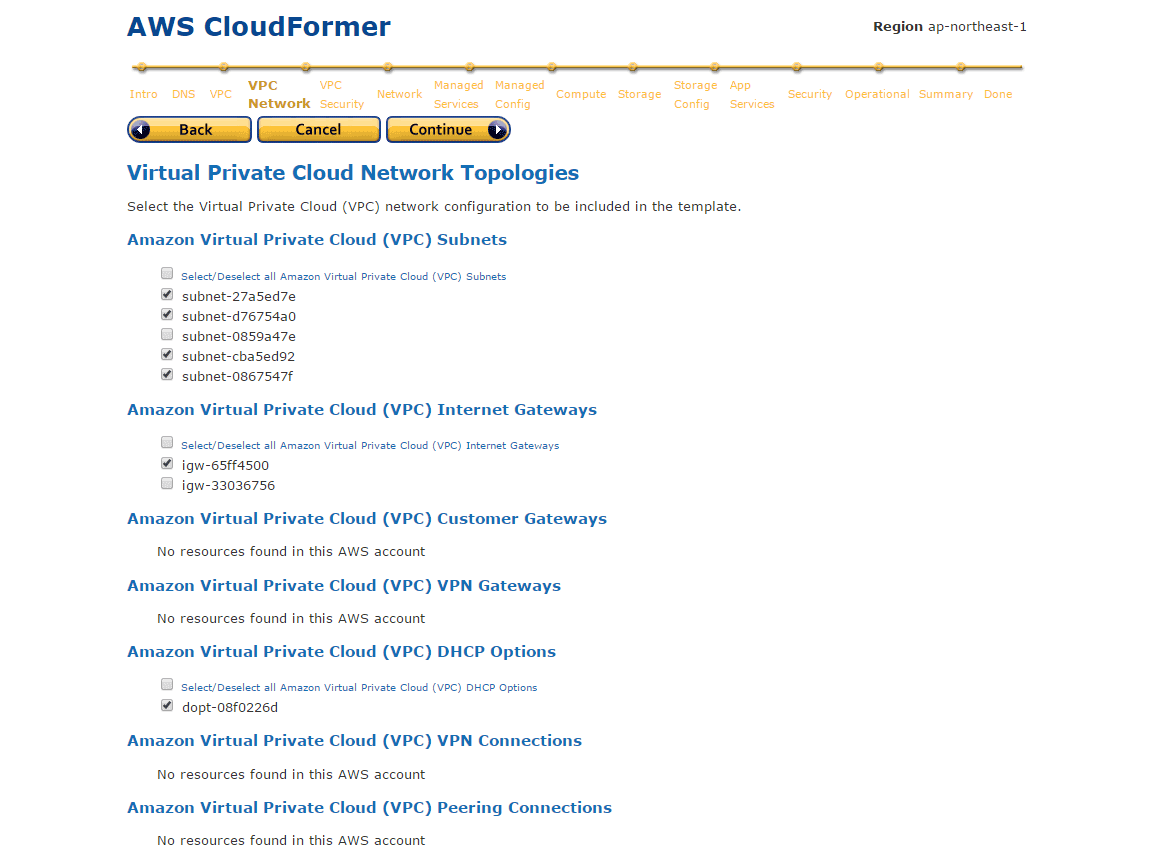 AWS CloudFormer
Region ap-northeast-1
Intro DNS VPC VPC Network VPC Security Network Managed Services Managed Config Compute Storage Storage Config App Services Security Operational Summary Done
Back Cancel Continue
Virtual Private Cloud Network Topologies
Select the Virtual Private Cloud (VPC) network configuration to be included in the template.
Amazon Virtual Private Cloud (VPC) Subnets
Select/Deselect all Amazon Virtual Private Cloud (VPC) Subnets
subnet-27a5ed7e
subnet-d76754a0
subnet-0859a47e
subnet-cba5ed92
subnet-0867547f
Amazon Virtual Private Cloud (VPC) Internet Gateways
Select/Deselect all Amazon Virtual Private Cloud (VPC) Internet Gateways
igw-65ff4500
igw-33036756
Amazon Virtual Private Cloud (VPC) Customer Gateways
No resources found in this AWS account
Amazon Virtual Private Cloud (VPC) VPN Gateways
No resources found in this AWS account
Amazon Virtual Private Cloud (VPC) DHCP Options
Select/Deselect all Amazon Virtual Private Cloud (VPC) DHCP Options
dopt-08f0226d
Amazon Virtual Private Cloud (VPC) VPN Connections
No resources found in this AWS account
Amazon Virtual Private Cloud (VPC) Peering Connections
No resources found in this AWS account